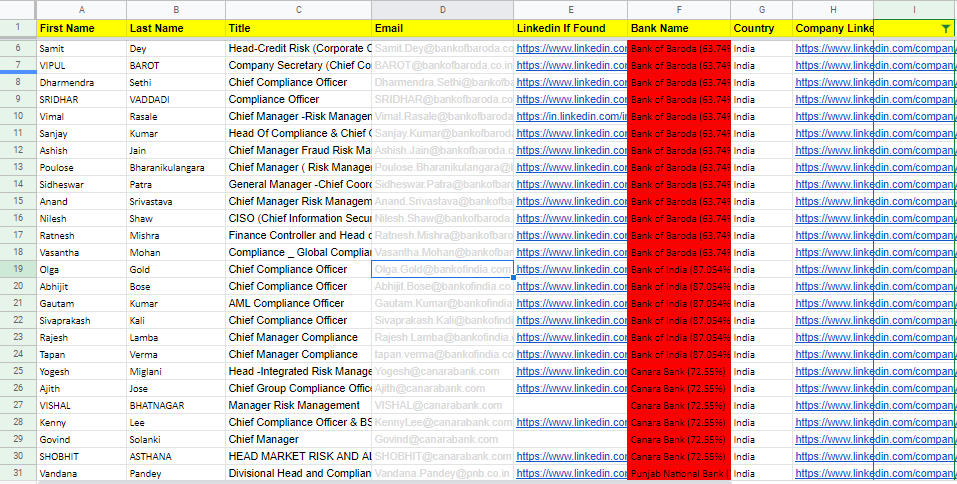 A B C D E F G H I
1 First Name Last Name Title Email Linkedin If Found Bank Name Country Company Linke
6 Samit Dey Head-Credit Risk (Corporate C Samit.Dey@bankofbaroda.co https://www.linkedin.com Bank of Baroda (63.74% India https://www.linkedin.com/company
7 VIPUL BAROT Company Secretary (Chief Co BAROT@bankofbaroda.co.in https://www.linkedin.com Bank of Baroda (63.74% India https://www.linkedin.com/company
8 Dharmendra Sethi Chief Compliance Officer Dharmendra.Sethi@bankofb https://www.linkedin.com Bank of Baroda (63.74% India https://www.linkedin.com/company
9 SRIDHAR VADDADI Compliance Officer SRIDHAR@bankofbaroda.co https://www.linkedin.com Bank of Baroda (63.74% India https://www.linkedin.com/company
10 Vimal Rasale Chief Manager -Risk Managem Vimal.Rasale@bankofbaroda https://in.linkedin.com/in Bank of Baroda (63.74% India https://www.linkedin.com/company
11 Sanjay Kumar Head Of Compliance & Chief C Sanjay.Kumar@bankofbaroda https://www.linkedin.com Bank of Baroda (63.74% India https://www.linkedin.com/company
12 Ashish Jain Chief Manager Fraud Risk Ma Ashish.Jain@bankofbaroda.c https://www.linkedin.com Bank of Baroda (63.74% India https://www.linkedin.com/company
13 Poulose Bharanikulangara Chief Manager ( Risk Manager Poulose.Bharanikulangara@b https://www.linkedin.com Bank of Baroda (63.74% India https://www.linkedin.com/company
14 Sidheswar Patra General Manager -Chief Coord Sidheswar.Patra@bankofbar https://www.linkedin.com Bank of Baroda (63.74% India https://www.linkedin.com/company
15 Anand Srivastava Chief Manager Risk Managem Anand.Srivastava@bankofbar https://www.linkedin.com Bank of Baroda (63.74% India https://www.linkedin.com/company
16 Nilesh Shaw CISO (Chief Information Secur Nilesh.Shaw@bankofbaroda. https://www.linkedin.com Bank of Baroda (63.74% India https://www.linkedin.com/company
17 Ratnesh Mishra Finance Controller and Head o Ratnesh.Mishra@bankofbaro https://www.linkedin.com Bank of Baroda (63.74% India https://www.linkedin.com/company
18 Vasantha Mohan Compliance _ Global Complian Vasantha.Mohan@bankofbar https://www.linkedin.com Bank of Baroda (63.74% India https://www.linkedin.com/company
19 Olga Gold Chief Compliance Officer Olga.Gold@bankofindia.com https://www.linkedin.com Bank of India (87.054% India https://www.linkedin.com/company
20 Abhijit Bose Chief Compliance Officer Abhijit.Bose@bankofindia.com https://www.linkedin.com Bank of India (87.054% India https://www.linkedin.com/company
21 Gautam Kumar AML Compliance Officer Gautam.Kumar@bankofindia https://www.linkedin.com Bank of India (87.054% India https://www.linkedin.com/company
22 Sivaprakash Kali Chief Compliance Officer Sivaprakash.Kali@bankofindi https://www.linkedin.com Bank of India (87.054% India https://www.linkedin.com/company
23 Rajesh Lamba Chief Manager Compliance Rajesh.Lamba@bankofindia.c https://www.linkedin.com Bank of India (87.054% India https://www.linkedin.com/company
24 Tapan Verma Chief Manager Compliance tapan.verma@bankofindia.co https://www.linkedin.com Bank of India (87.054% India https://www.linkedin.com/company
25 Yogesh Miglani Head -Integrated Risk Manage Yogesh@canarabank.com https://www.linkedin.com Canara Bank (72.55%) India https://www.linkedin.com/company
26 Ajith Jose Chief Group Compliance Office Ajith@canarabank.com https://www.linkedin.com Canara Bank (72.55%) India https://www.linkedin.com/company
27 VISHAL BHATNAGAR Manager Risk Management VISHAL@canarabank.com Canara Bank (72.55%) India https://www.linkedin.com/company
28 Kenny Lee Chief Compliance Officer & BS KennyLee@canarabank.com https://www.linkedin.com Canara Bank (72.55%) India https://www.linkedin.com/company
29 Govind Solanki Chief Manager Govind@canarabank.com Canara Bank (72.55%) India https://www.linkedin.com/company
30 SHOBHIT ASTHANA HEAD MARKET RISK AND AL SHOBHIT@canarabank.com https://www.linkedin.com Canara Bank (72.55%) India https://www.linkedin.com/company
31 Vandana Pandey Divisional Head and Complian Vandana.Pandey@pnb.co.in https://www.linkedin.com Punjab National Bank ( India https://www.linkedin.com/company